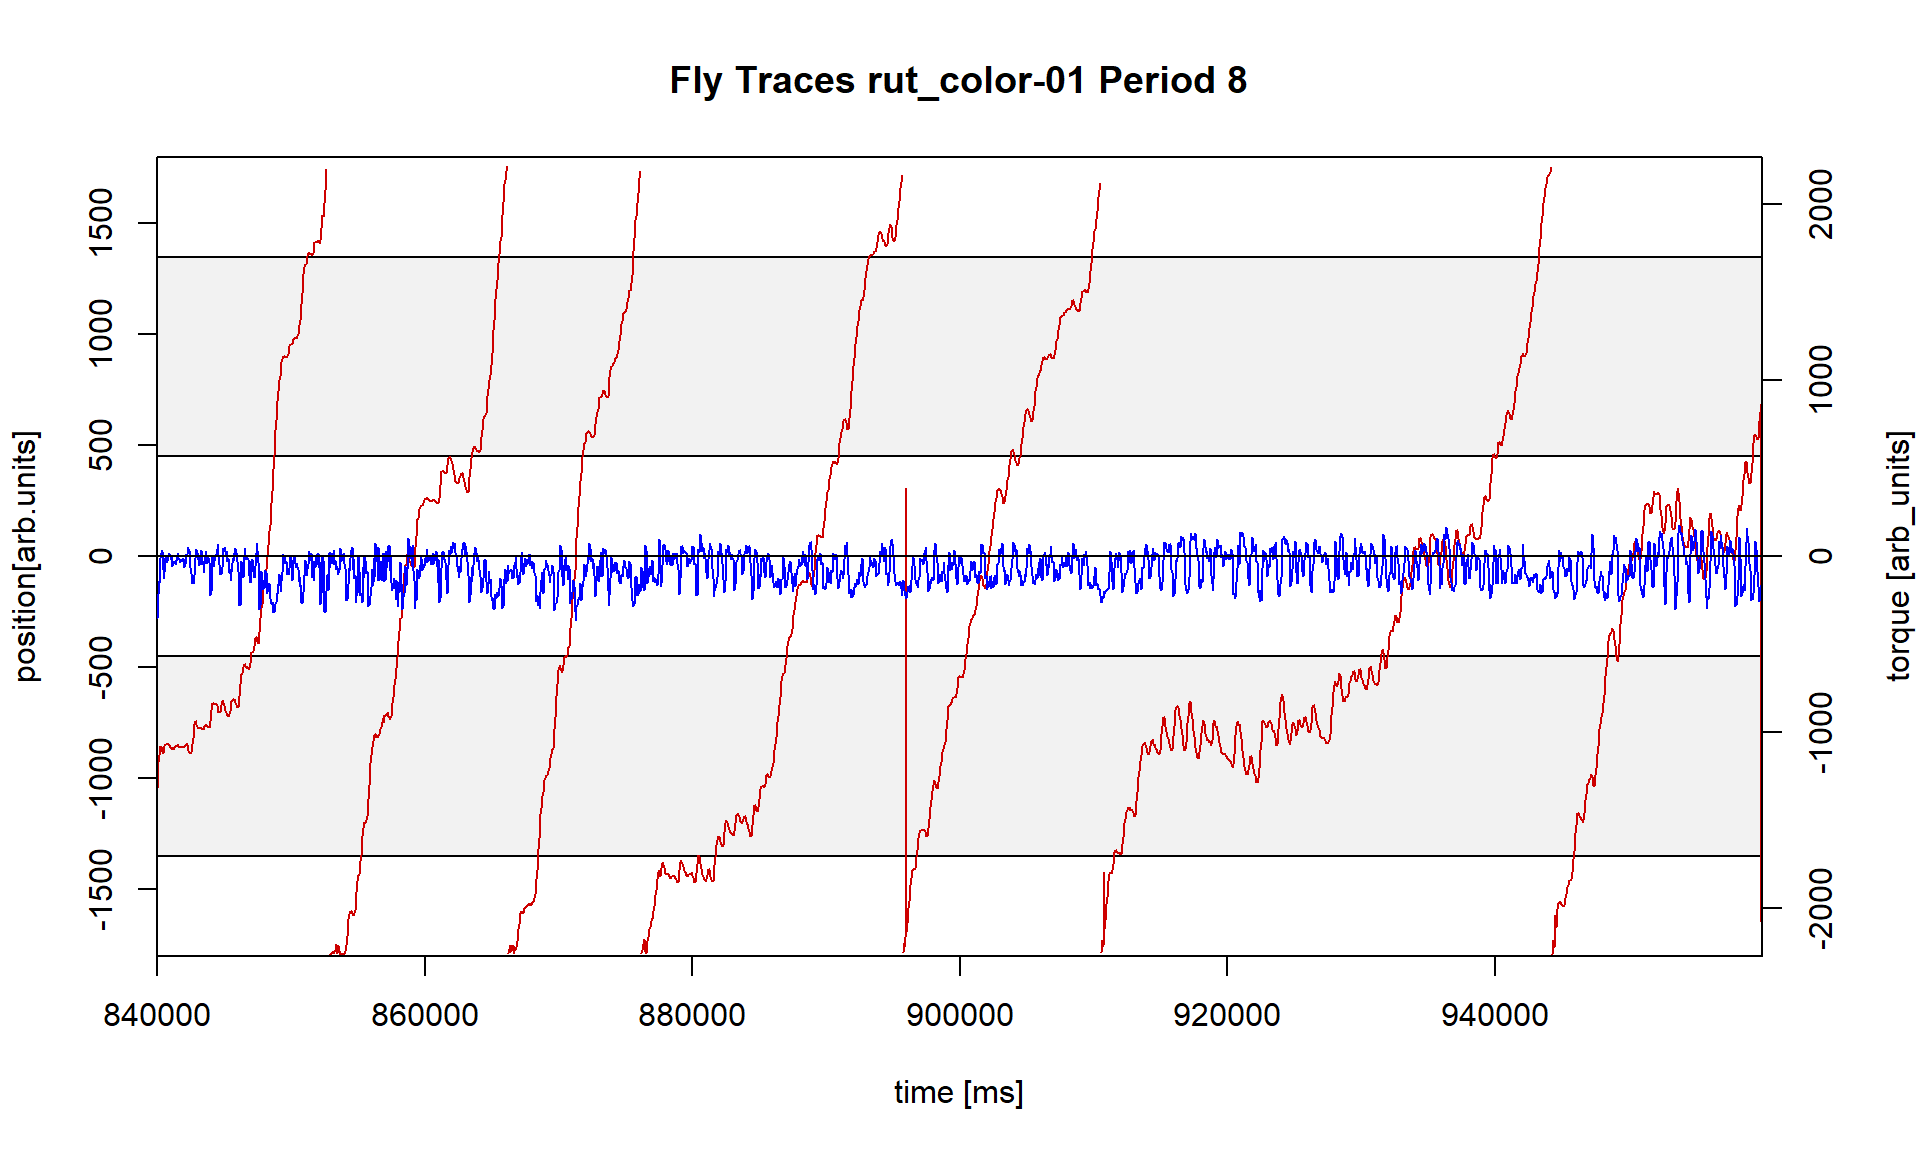 Fly Traces rut_color-01 Period 8
position[arb.units]
1500
1000
500
0
-500
-1000
-1500
2000
1000
0
-1000
-2000
torque [arb_units]
840000 860000 880000 900000 920000 940000
time [ms]